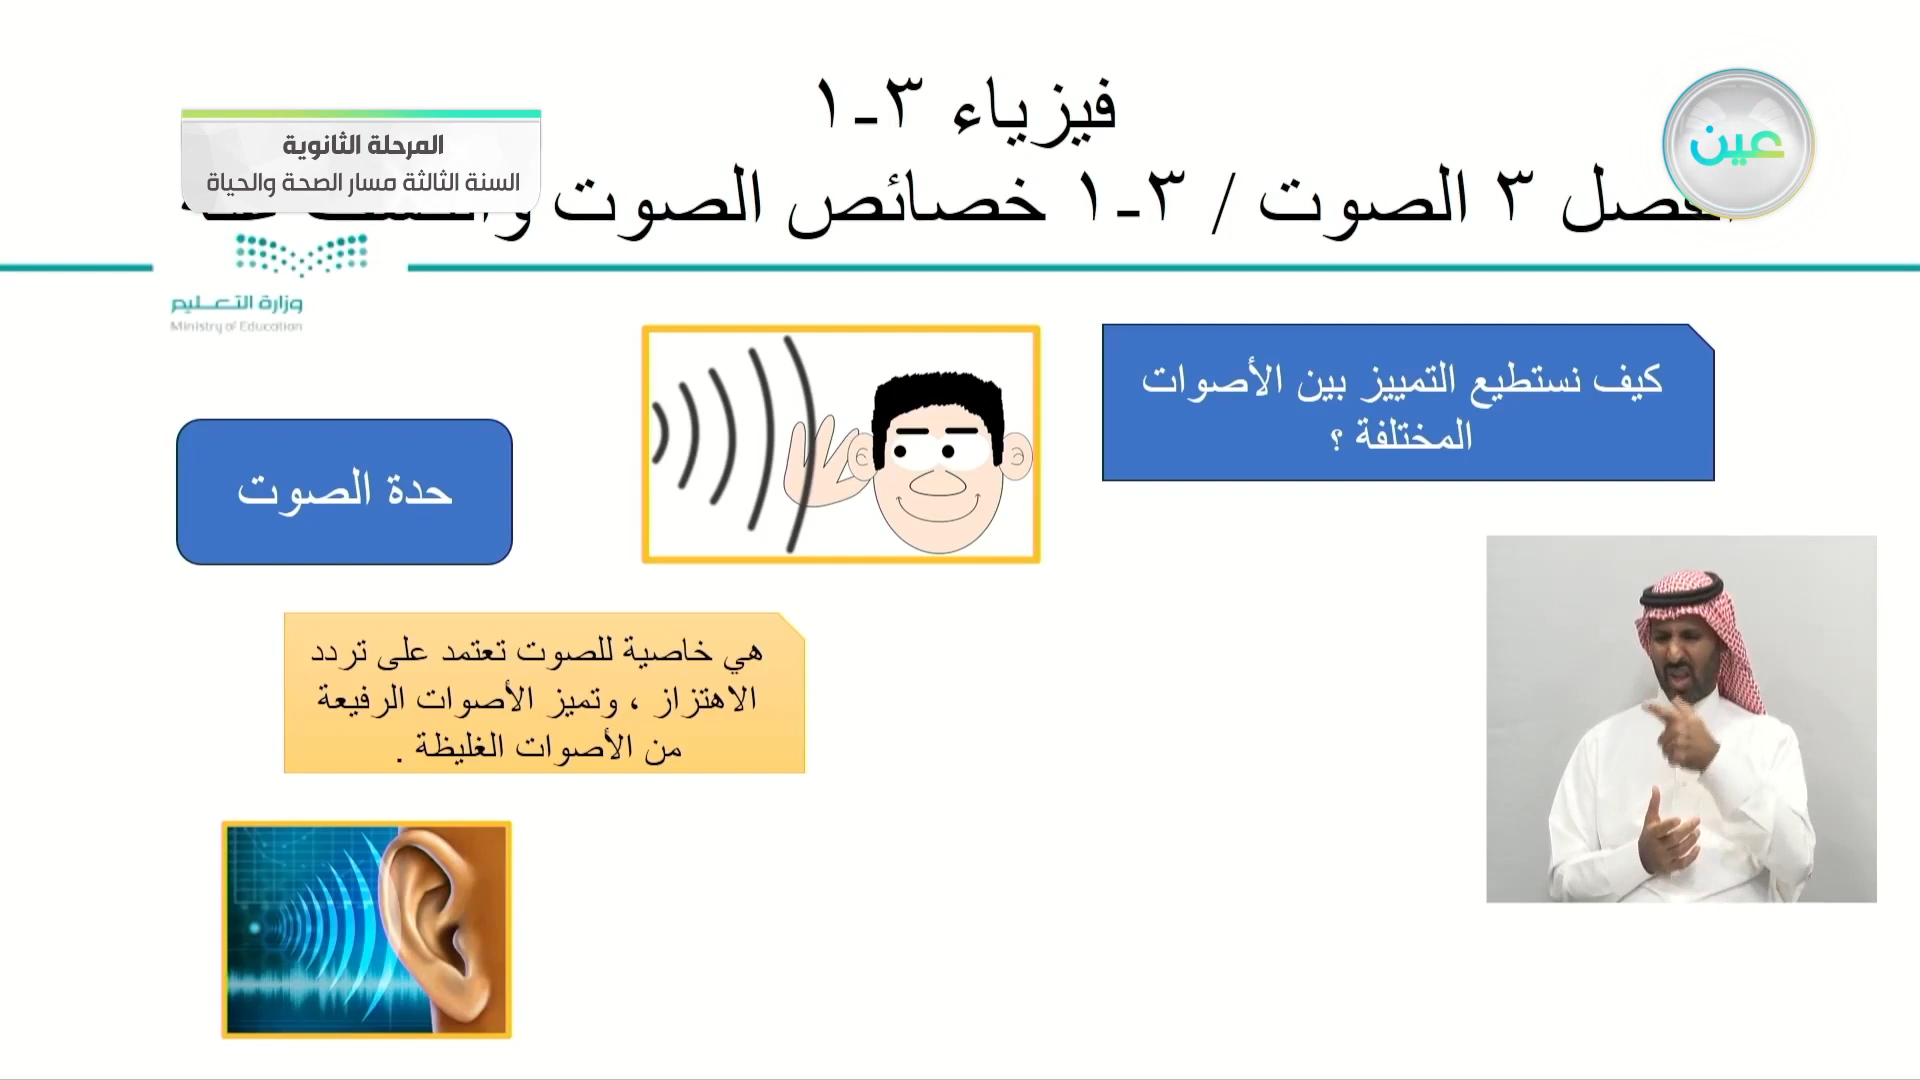 فيزياء ٣-١
الفصل ٣ الصوت / ٣-١ خصائص الصوت
عين
المرحلة الثانوية
السنة الثالثة مسار الصحة والحياة
وزارة التعليم
Ministry of Education
كيف نستطيع التمييز بين الأصوات
المختلفة ؟
حدة الصوت
هي خاصية للصوت تعتمد على تردد
الاهتزاز ، وتميز الأصوات الرفيعة
من الأصوات الغليظة .